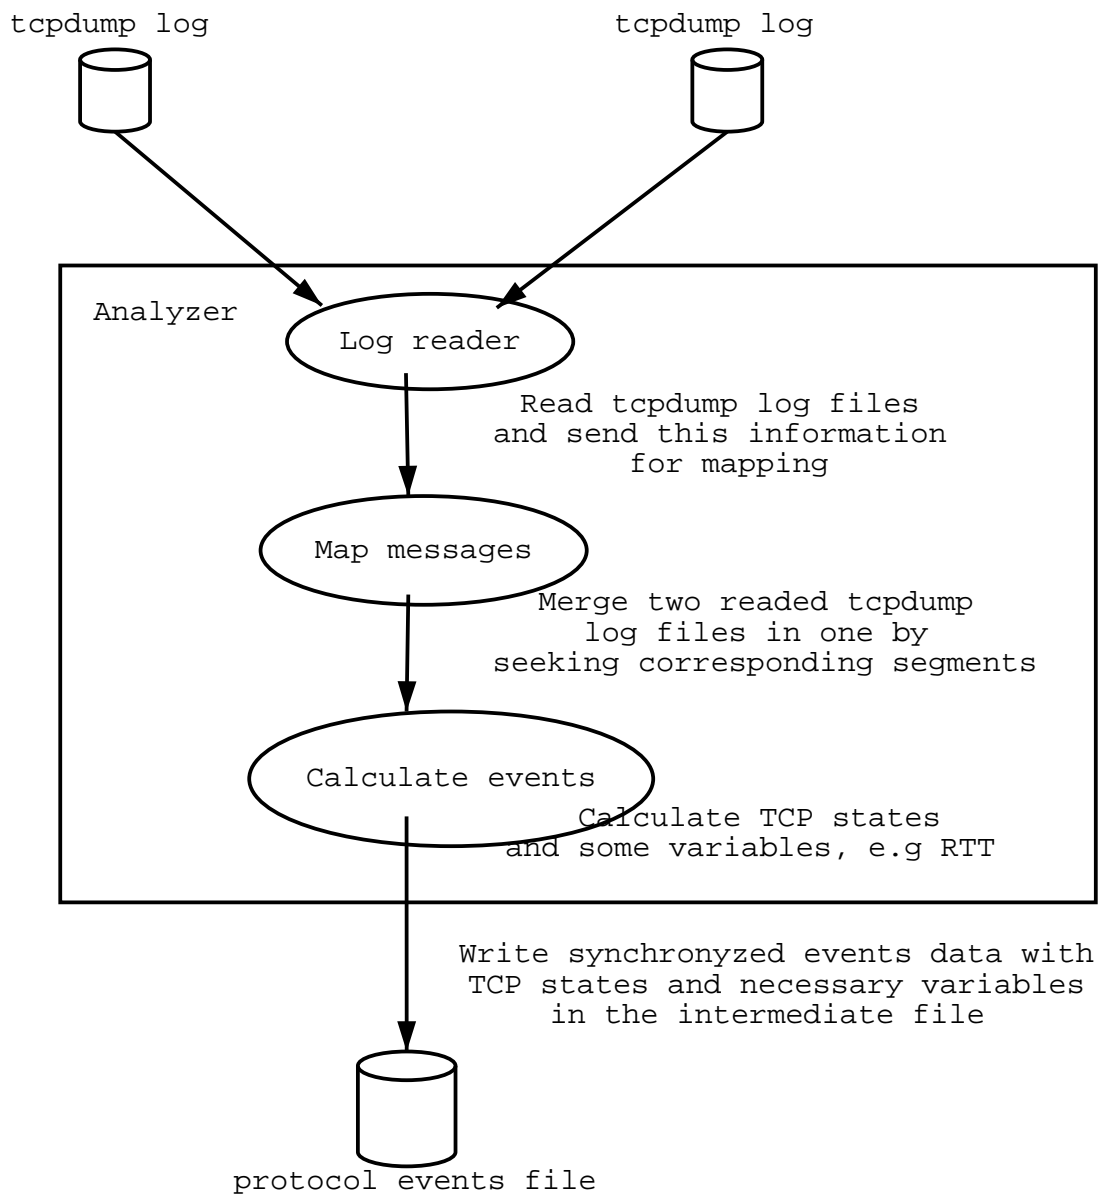 tcpdump log
tcpdump log
Analyzer
Log reader
Read tcpdump log files
and send this information
for mapping
Map messages
Merge two readed tcpdump
log files in one by
seeking corresponding segments
Calculate events
Calculate TCP states
and some variables, e.g RTT
Write synchronyzed events data with
TCP states and necessary variables
in the intermediate file
protocol events file